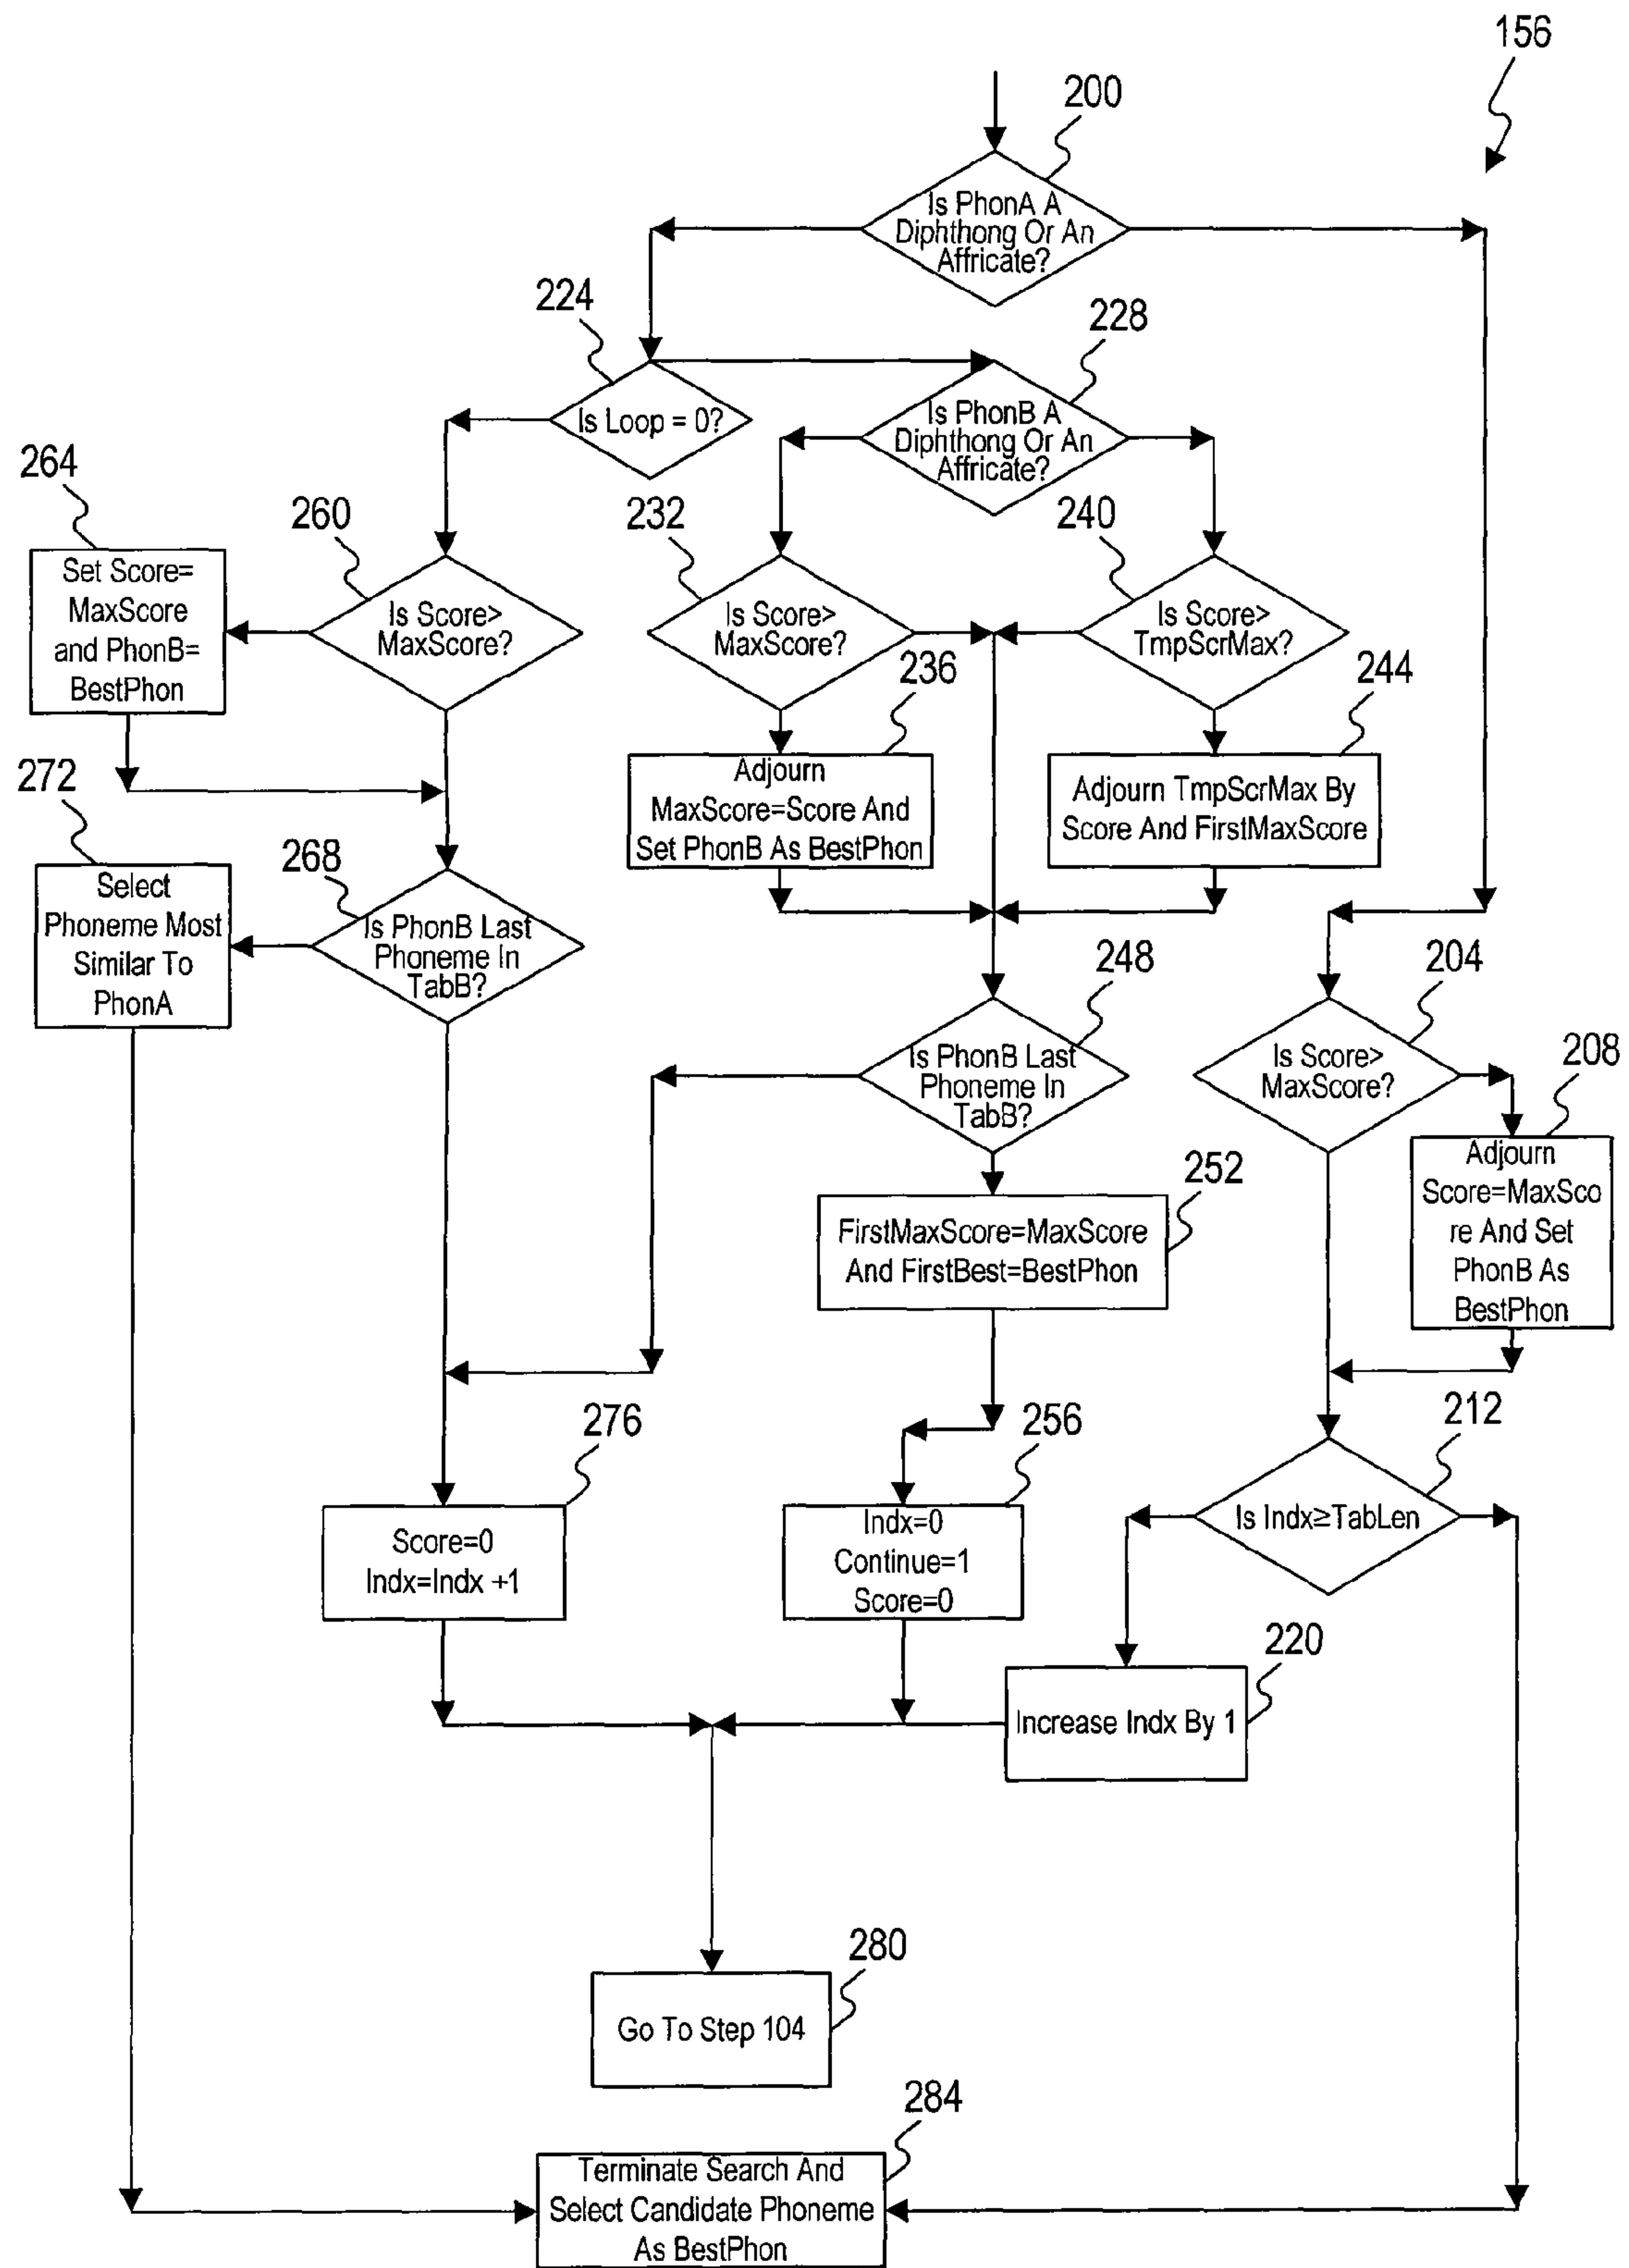 156
200
Is PhonA A
Diphthong Or An
Affricate?
224
Is Loop = 0?
228
Is PhonB A
Diphthong Or An
Affricate?
264
Set Score=
MaxScore
and PhonB=
BestPhon
260
Is Score>
MaxScore?
232
Is Score>
MaxScore?
240
Is Score>
TmpScrMax?
236
Adjourn
MaxScore=Score And
Set PhonB As BestPhon
244
Adjourn TmpScrMax By
Score And FirstMaxScore
272
Select
Phoneme Most
Similar To
PhonA
268
Is PhonB Last
Phoneme In
TabB?
248
Is PhonB Last
Phoneme In
TabB?
204
Is Score>
MaxScore?
208
Adjourn
Score=MaxSco
re And Set
PhonB As
BestPhon
252
FirstMaxScore=MaxScore
And FirstBest=BestPhon
276
Score=0
Indx=Indx +1
256
Indx=0
Continue=1
Score=0
212
Is Indx≥TabLen
220
Increase Indx By 1
280
Go To Step 104
284
Terminate Search And
Select Candidate Phoneme
As BestPhon